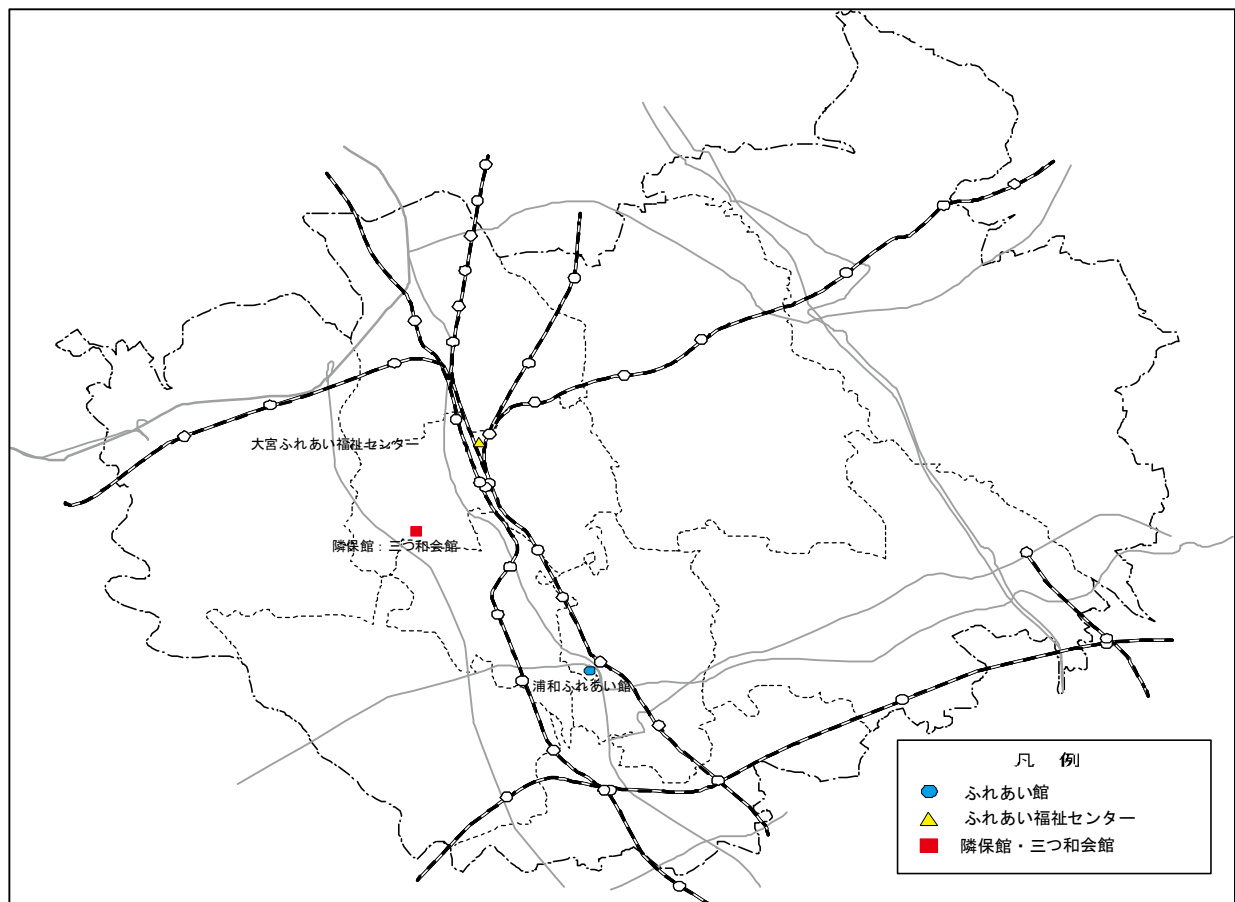 大宮ふれあい福祉センター
隣保館：三つ和会館
浦和ふれあい館
凡 例
ふれあい館
ふれあい福祉センター
隣保館・三つ和会館